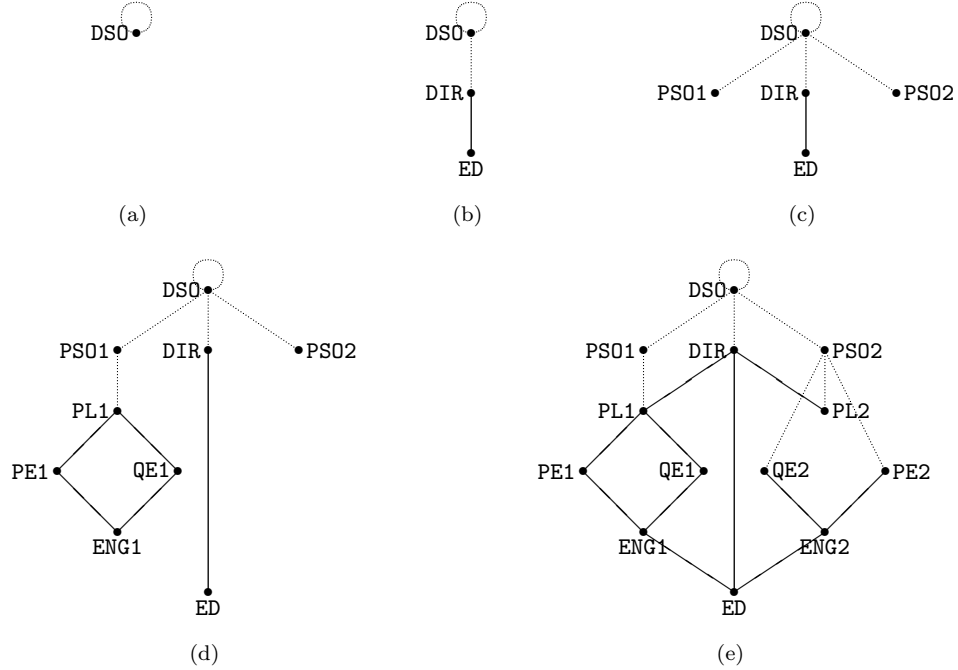 DSO DSO DSO
DIR PSO1 DIR PSO2
ED ED
(a) (b) (c)
DSO DSO
PSO1 DIR PSO2 PSO1 DIR PSO2
PL1 PL1 PL2
PE1 QE1 PE1 QE1 QE2 PE2
ENG1 ENG1 ENG2
ED ED
(d) (e)